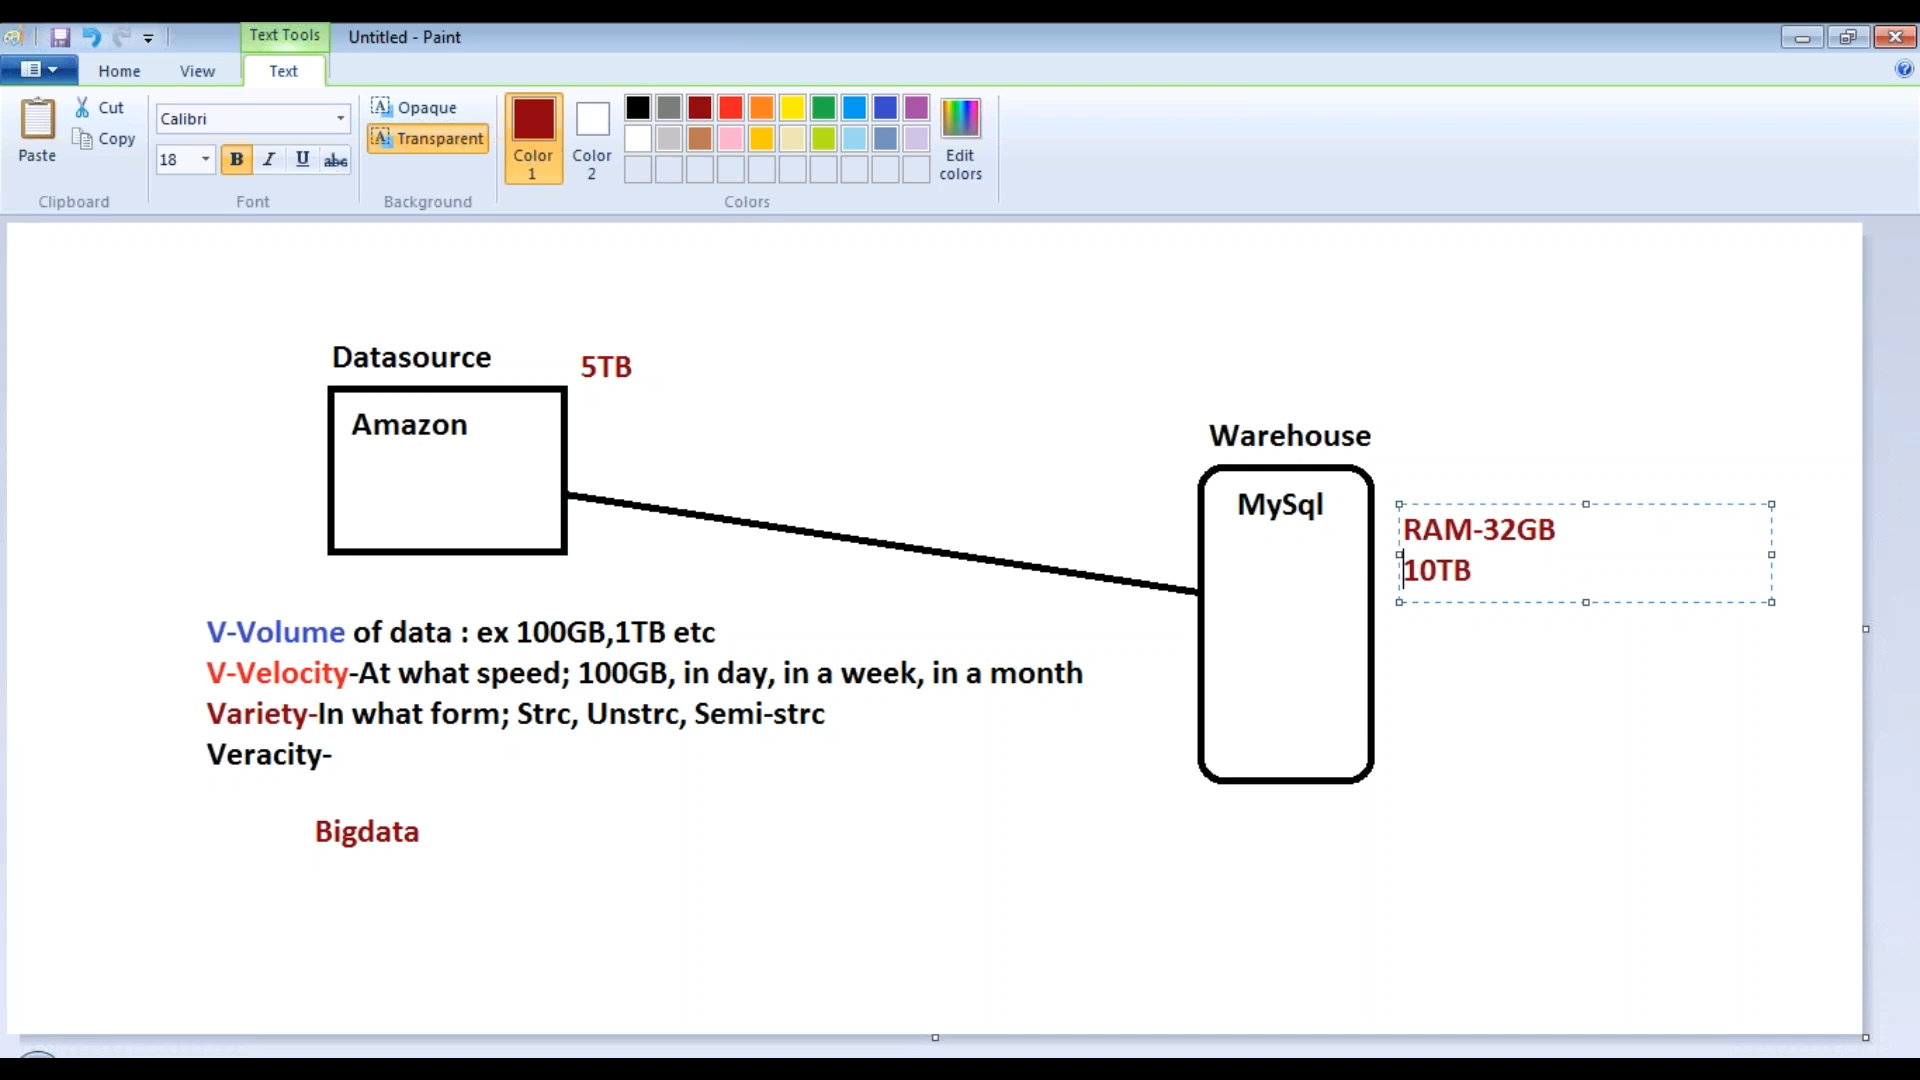 Text Tools
Untitled - Paint
Home
View
Text
Paste
Cut
Copy
Clipboard
Calibri
18
B I U abc
Font
Opaque
Transparent
Background
Color 1
Color 2
Edit colors
Colors
Datasource
5TB
Amazon
Warehouse
MySql
RAM-32GB
10TB
V-Volume of data : ex 100GB,1TB etc
V-Velocity-At what speed; 100GB, in day, in a week, in a month
Variety-In what form; Strc, Unstrc, Semi-strc
Veracity-
Bigdata